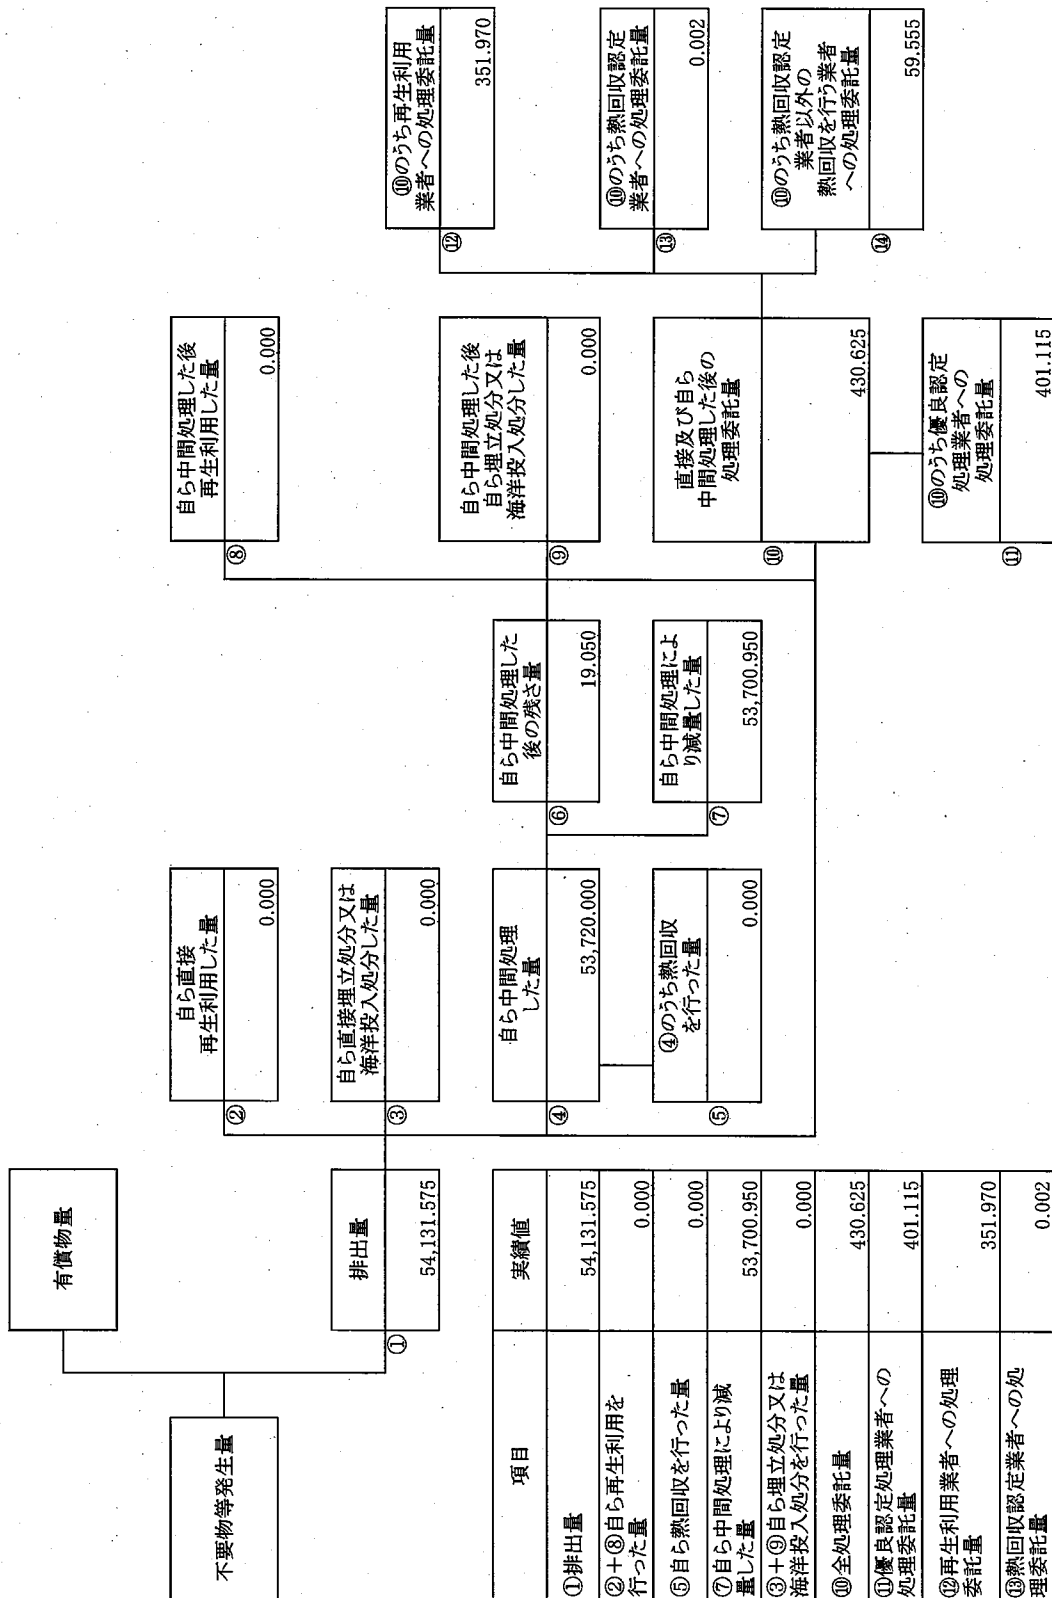 不要物等発生量
有償物量
①
排出量
54,131.575
②
自ら直接
再生利用した量
0.000
③
自ら直接埋立処分又は
海洋投入処分した量
0.000
④
自ら中間処理
した量
53,720.000
⑤
④のうち熱回収
を行った量
0.000
⑥
自ら中間処理した
後の残さ量
19.050
⑦
自ら中間処理によ
り減量した量
53,700.950
⑧
自ら中間処理した後
再生利用した量
0.000
⑨
自ら中間処理した後
自ら埋立処分又は
海洋投入処分した量
0.000
⑩
直接及び自ら
中間処理した後の
処理委託量
430.625
⑪
⑩のうち優良認定
処理業者への
処理委託量
401.115
⑫
⑩のうち再生利用
業者への処理委託量
351.970
⑬
⑩のうち熱回収認定
業者への処理委託量
0.002
⑭
⑩のうち熱回収認定
業者以外の
熱回収を行う業者
への処理委託量
59.555
項目
実績値
①排出量
54,131.575
②+⑧自ら再生利用を
行った量
0.000
⑤自ら熱回収を行った量
0.000
⑦自ら中間処理により減
量した量
53,700.950
③+⑨自ら埋立処分又は
海洋投入処分を行った量
0.000
⑩全処理委託量
430.625
⑪優良認定処理業者への
処理委託量
401.115
⑫再生利用業者への処理
委託量
351.970
⑬熱回収認定業者への処
理委託量
0.002